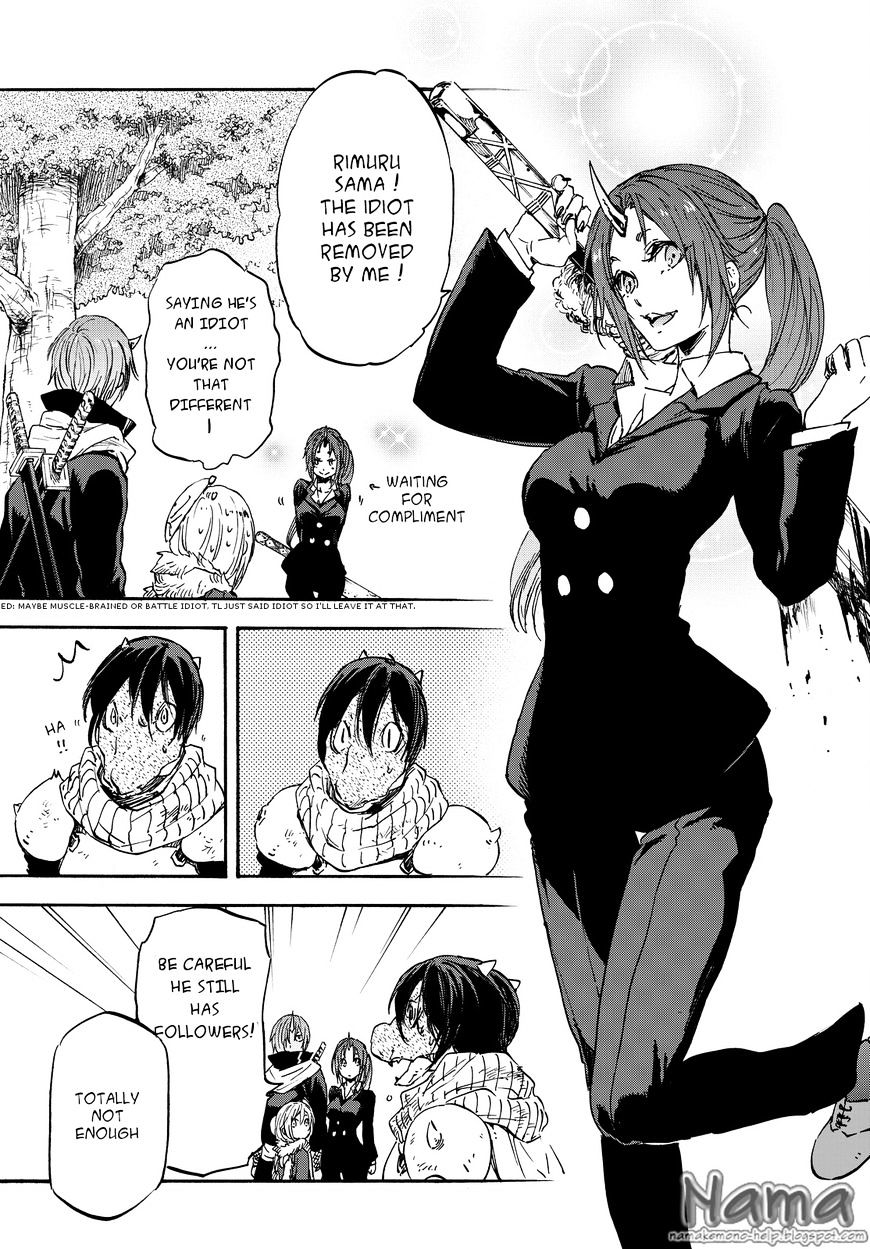 RIMURU
SAMA !
THE IDIOT
HAS BEEN
REMOVED
BY ME !
SAYING HE'S
AN IDIOT
...
YOU'RE NOT
THAT
DIFFERENT
!
WAITING
FOR
COMPLIMENT
ED: MAYBE MUSCLE-BRAINED OR BATTLE IDIOT, TL JUST SAID IDIOT SO I'LL LEAVE IT AT THAT.
HA
!!
BE CAREFUL
HE STILL
HAS
FOLLOWERS!
TOTALLY
NOT
ENOUGH
Nama
namakemono-help.blogspot.com